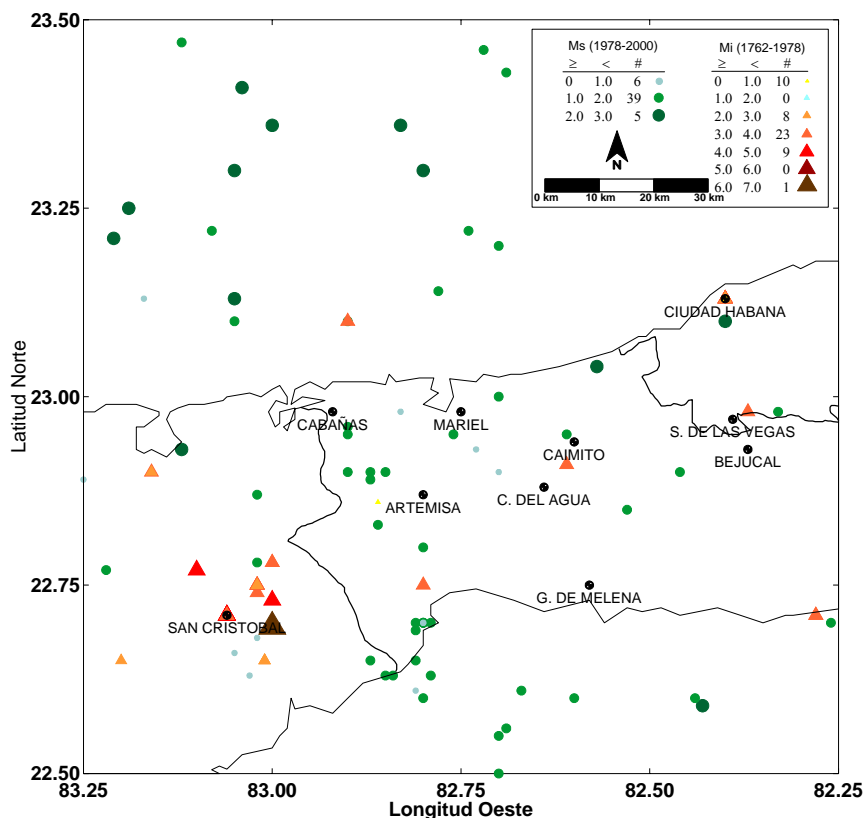 23.50
23.25
23.00
22.75
22.50
Latitud Norte
Ms (1978-2000)
≥ < #
0 1.0 6
1.0 2.0 39
2.0 3.0 5
N
0 km 10 km 20 km 30 km
Mi (1762-1978)
≥ < #
0 1.0 10
1.0 2.0 0
2.0 3.0 8
3.0 4.0 23
4.0 5.0 9
5.0 6.0 0
6.0 7.0 1
CIUDAD HABANA
CABAÑAS
MARIEL
S. DE LAS VEGAS
CAIMITO
BEJUCAL
ARTEMISA
C. DEL AGUA
G. DE MELENA
SAN CRISTOBAL
83.25 83.00 82.75 82.50 82.25
Longitud Oeste